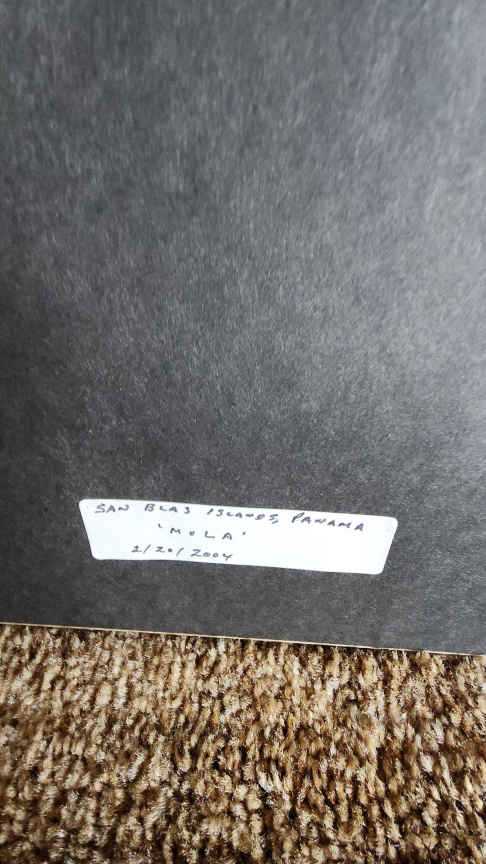 SAN BLAS ISLANDS, PANAMA
'MOLA'
2/20/2004